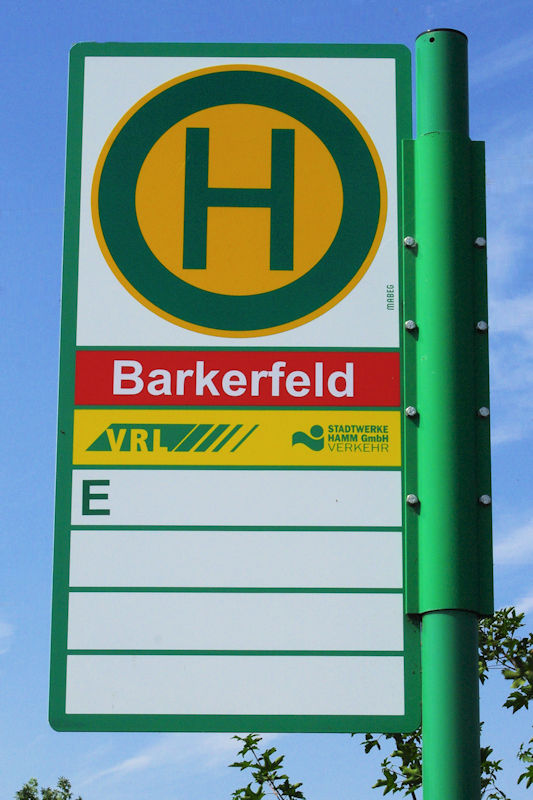 H
MABEG
Barkerfeld
VRL
STADTWERKE
HAMM GmbH
VERKEHR
E